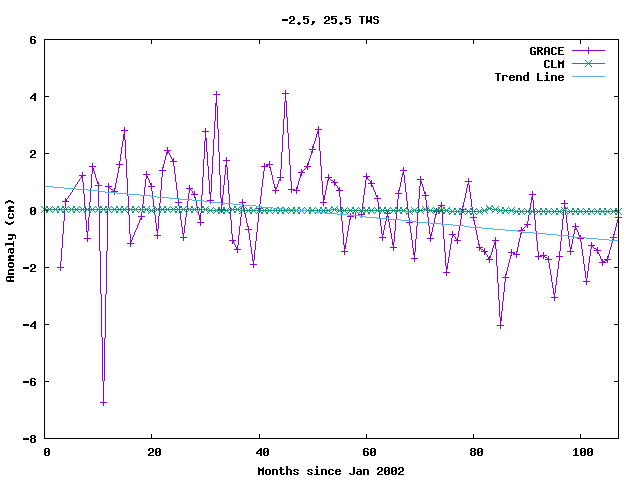 -2.5, 25.5 TWS
GRACE
CLM
Trend Line
6
4
2
0
-2
-4
-6
-8
Anomaly (cm)
0 20 40 60 80 100
Months since Jan 2002